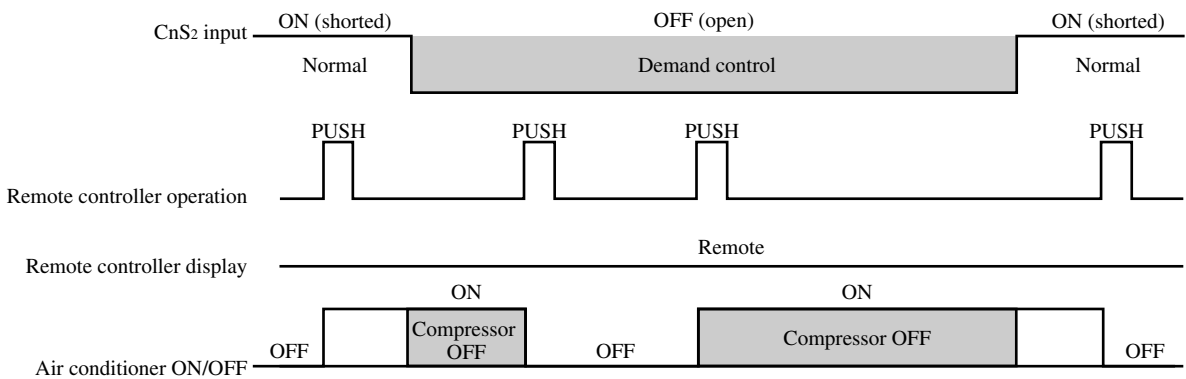 ON (shorted) OFF (open) ON (shorted)
CnS2 input
Normal Demand control Normal
PUSH PUSH PUSH PUSH
Remote controller operation
Remote
Remote controller display
ON ON
Compressor OFF Compressor OFF
OFF OFF OFF
Air conditioner ON/OFF